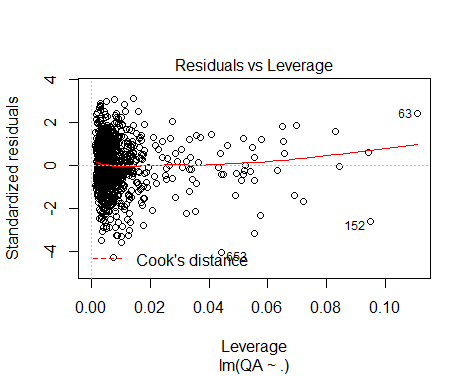 Residuals vs Leverage
Standardized residuals
4
2
0
-2
-4
63
152
653
Cook's distance
0.00 0.02 0.04 0.06 0.08 0.10
Leverage
lm(QA ~ .)